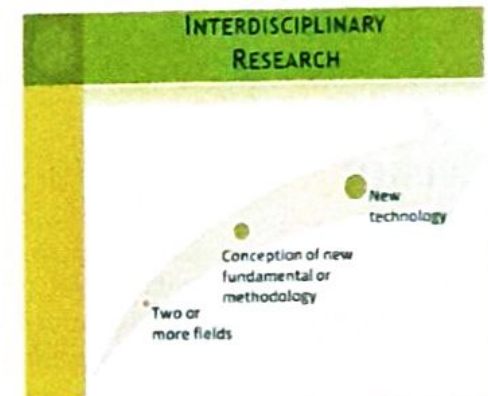 INTERDISCIPLINARY
RESEARCH
New
technology
Conception of new
fundamental or
methodology
Two or
more fields